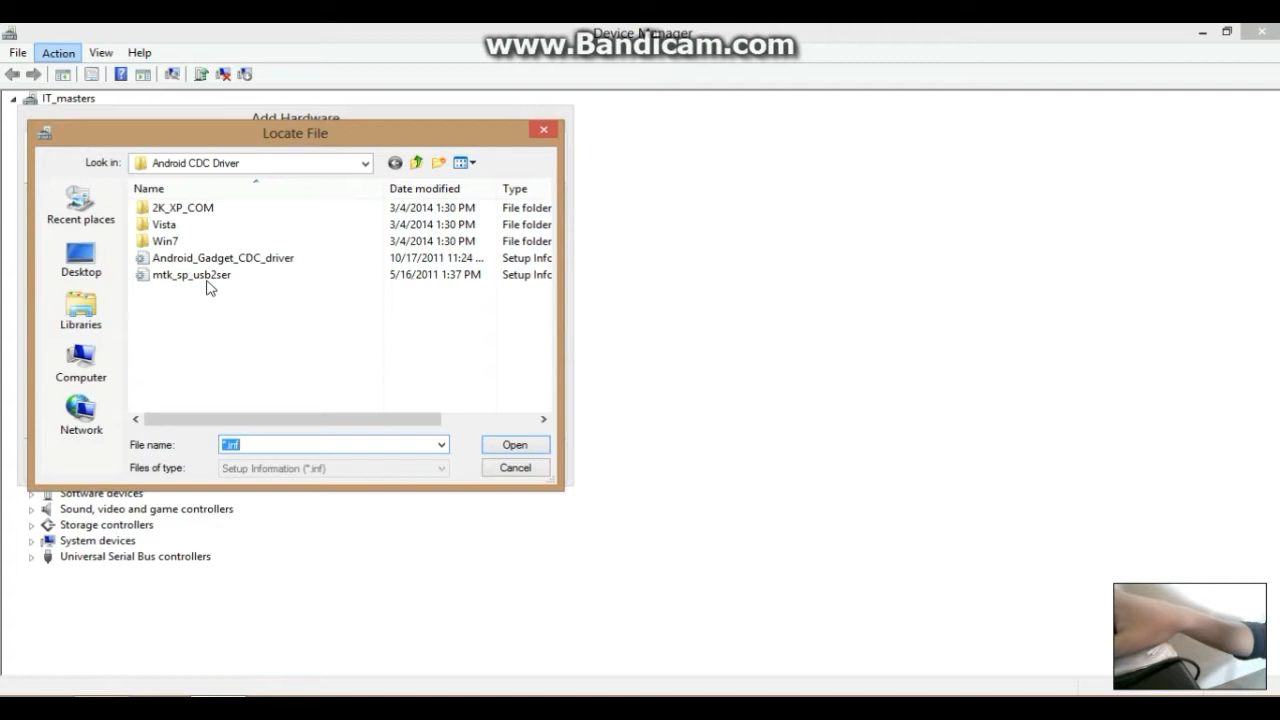 Device Manager
www.Bandicam.com
File Action View Help
IT_masters
Add Hardware
Locate File
Look in: Android CDC Driver
Name Date modified Type
2K_XP_COM 3/4/2014 1:30 PM File folder
Vista 3/4/2014 1:30 PM File folder
Win7 3/4/2014 1:30 PM File folder
Android_Gadget_CDC_driver 10/17/2011 11:24 ... Setup Info
mtk_sp_usb2ser 5/16/2011 1:37 PM Setup Info
Recent places
Desktop
Libraries
Computer
Network
File name: *.inf Open
Files of type: Setup Information (*.inf) Cancel
Software devices
Sound, video and game controllers
Storage controllers
System devices
Universal Serial Bus controllers